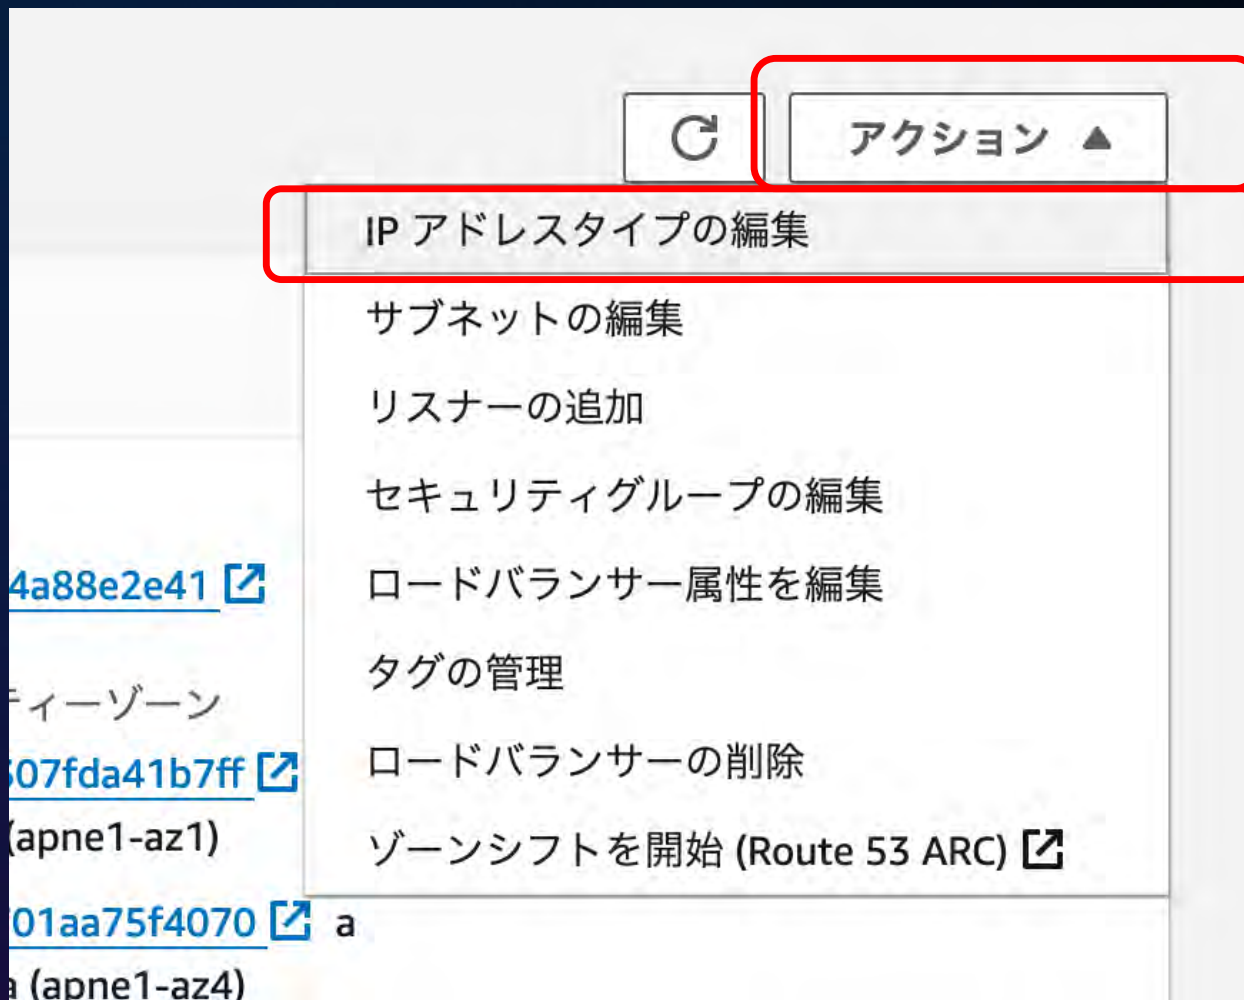 アクション ▲
IP アドレスタイプの編集
サブネットの編集
リスナーの追加
セキュリティグループの編集
ロードバランサー属性を編集
タグの管理
ロードバランサーの削除
ゾーンシフトを開始 (Route 53 ARC)
4a88e2e41
ティーゾーン
07fda41b7ff
(apne1-az1)
01aa75f4070 a
(apne1-az4)